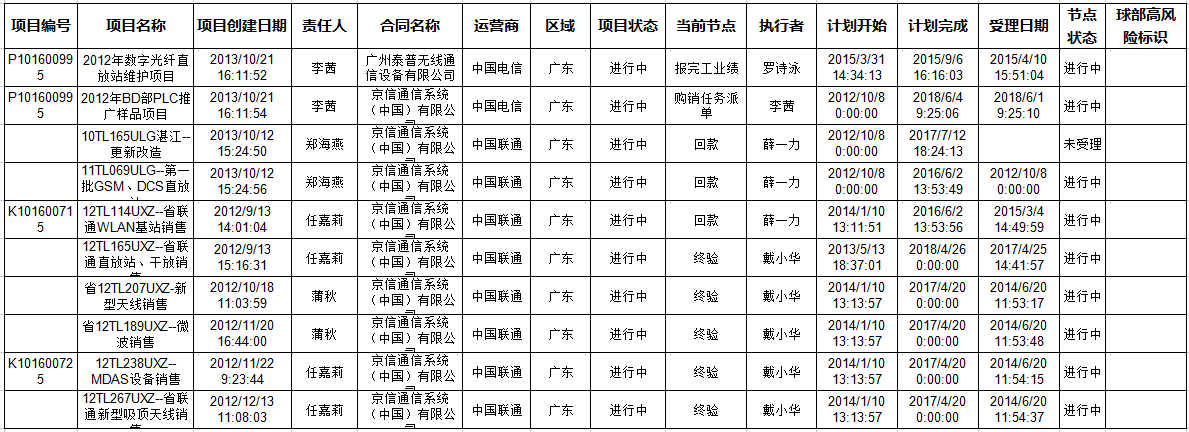 项目编号 项目名称 项目创建日期 责任人 合同名称 运营商 区域 项目状态 当前节点 执行者 计划开始 计划完成 受理日期 节点状态 球部高风险标识
P101600995 2012年数字光纤直放站维护项目 2013/10/21 16:11:52 李茜 广州泰普无线通信设备有限公司 中国电信 广东 进行中 报完工业绩 罗诗泳 2015/3/31 14:34:13 2015/9/6 16:16:03 2015/4/10 15:51:04 进行中
P101600995 2012年BD部PLC推广样品项目 2013/10/21 16:11:54 李茜 京信通信系统（中国）有限公司 中国电信 广东 进行中 购销任务派单 李茜 2012/10/8 0:00:00 2018/6/4 9:25:06 2018/6/1 9:25:10 进行中
10TL165ULG湛江--更新改造 2013/10/12 15:24:50 郑海燕 京信通信系统（中国）有限公司 中国联通 广东 进行中 回款 薛一力 2012/10/8 0:00:00 2017/7/12 18:24:13 未受理
11TL069ULG--第一批GSM、DCS直放 2013/10/12 15:24:56 郑海燕 京信通信系统（中国）有限公司 中国联通 广东 进行中 回款 薛一力 2012/10/8 0:00:00 2016/6/2 13:53:49 2012/10/8 0:00:00 进行中
K101600715 12TL114UXZ--省联通WLAN基站销售 2012/9/13 14:01:04 任嘉莉 京信通信系统（中国）有限公司 中国联通 广东 进行中 回款 薛一力 2014/1/10 13:11:51 2016/6/2 13:53:56 2015/3/4 14:49:59 进行中
12TL165UXZ--省联通直放站、干放销售 2012/9/13 15:16:31 任嘉莉 京信通信系统（中国）有限公司 中国联通 广东 进行中 终验 戴小华 2013/5/13 18:37:01 2018/4/26 0:00:00 2017/4/25 14:41:57 进行中
省12TL207UXZ-新型天线销售 2012/10/18 11:03:59 蒲秋 京信通信系统（中国）有限公司 中国联通 广东 进行中 终验 戴小华 2014/1/10 13:13:57 2017/4/20 0:00:00 2014/6/20 11:53:17 进行中
省12TL189UXZ--微波销售 2012/11/20 16:44:00 蒲秋 京信通信系统（中国）有限公司 中国联通 广东 进行中 终验 戴小华 2014/1/10 13:13:57 2017/4/20 0:00:00 2014/6/20 11:53:48 进行中
K101600725 12TL238UXZ--MDAS设备销售 2012/11/22 9:23:44 任嘉莉 京信通信系统（中国）有限公司 中国联通 广东 进行中 终验 戴小华 2014/1/10 13:13:57 2017/4/20 0:00:00 2014/6/20 11:54:15 进行中
12TL267UXZ--省联通新型吸顶天线销售 2012/12/13 11:08:03 任嘉莉 京信通信系统（中国）有限公司 中国联通 广东 进行中 终验 戴小华 2014/1/10 13:13:57 2017/4/20 0:00:00 2014/6/20 11:54:37 进行中